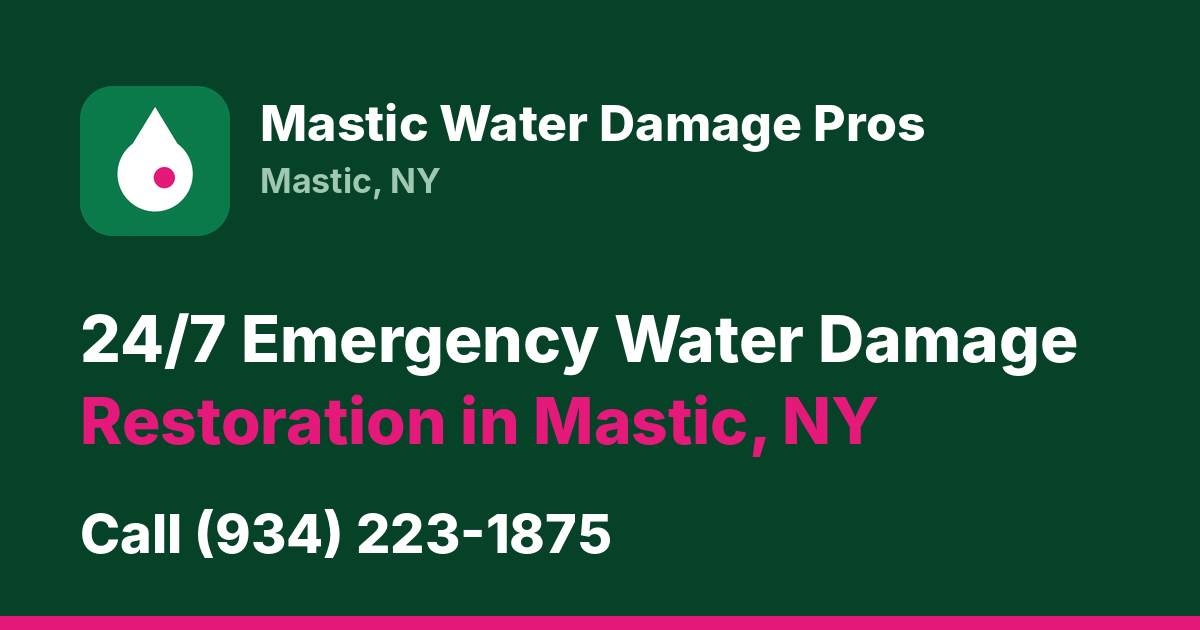 Mastic Water Damage Pros
Mastic, NY
24/7 Emergency Water Damage
Restoration in Mastic, NY
Call (934) 223-1875